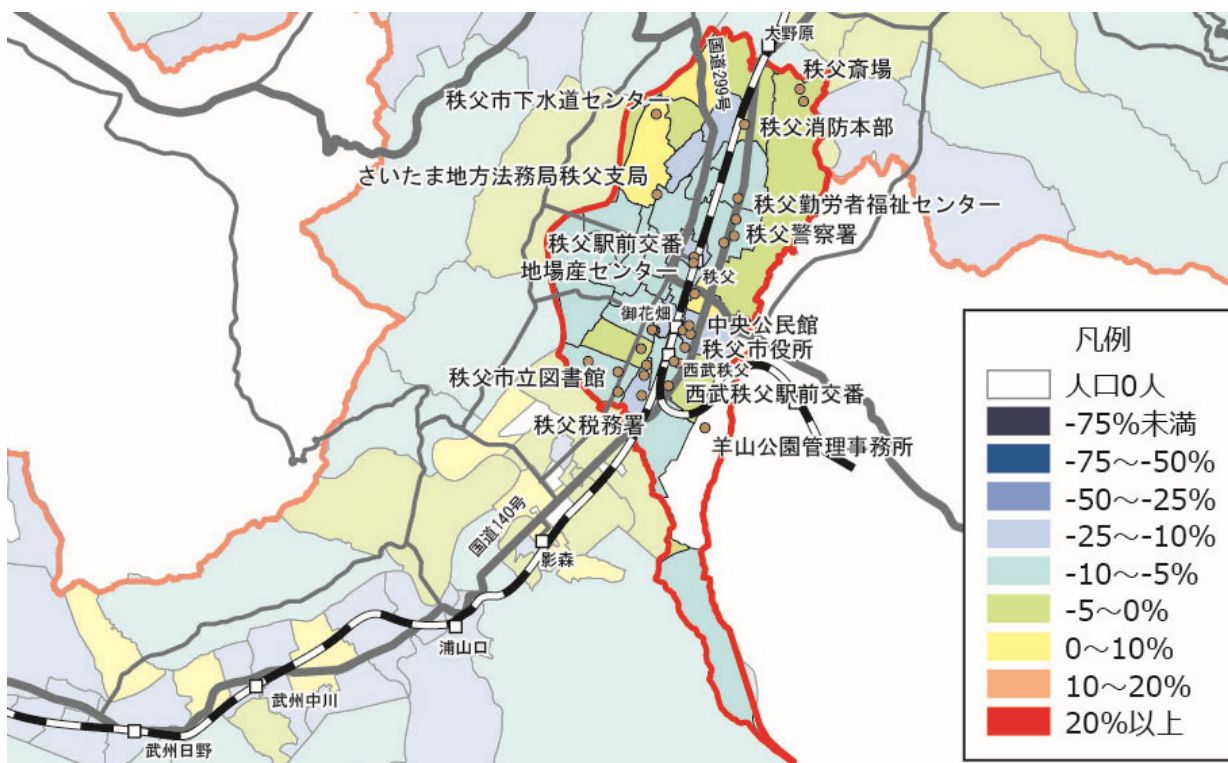 大野原
国道299号
秩父斎場
秩父市下水道センター
秩父消防本部
さいたま地方法務局秩父支局
秩父勤労者福祉センター
秩父駅前交番
秩父警察署
地場産センター
秩父
御花畑
中央公民館
秩父市役所
秩父市立図書館
西武秩父
西武秩父駅前交番
秩父税務署
羊山公園管理事務所
国道140号
影森
浦山口
武州中川
武州日野
凡例
人口0人
-75%未満
-75～-50%
-50～-25%
-25～-10%
-10～-5%
-5～0%
0～10%
10～20%
20%以上